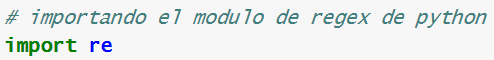 # importando el modulo de regex de python
import re